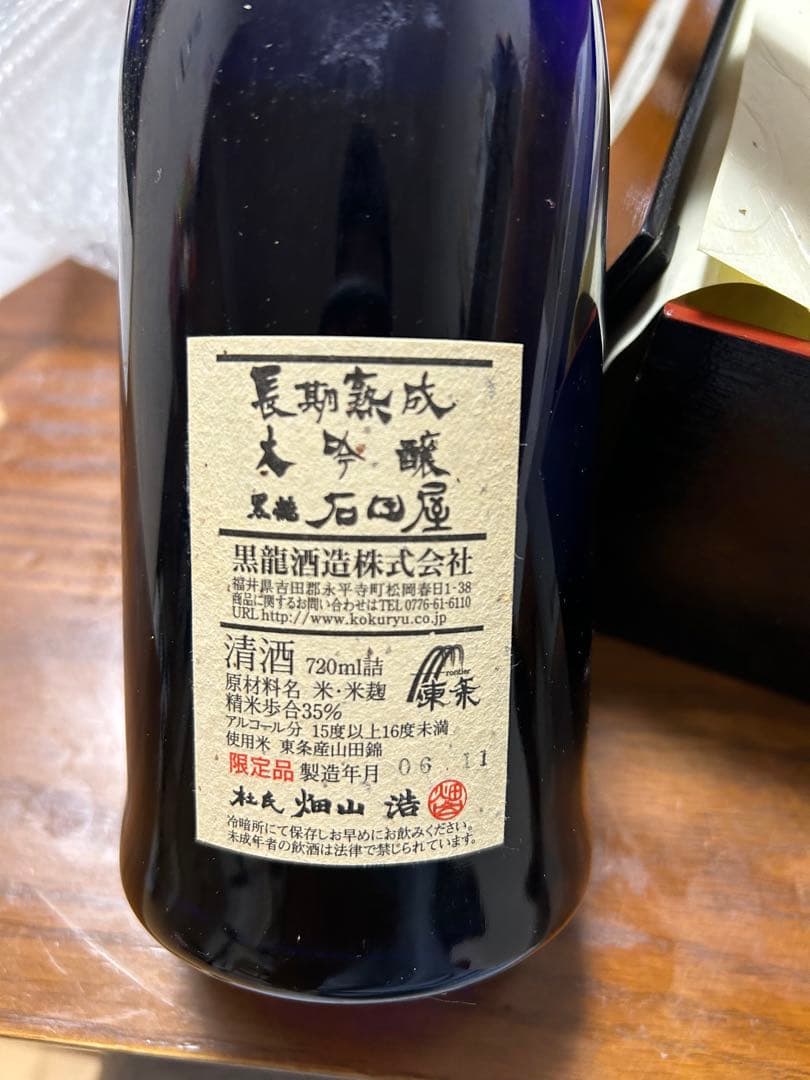 長期熟成
大吟醸
黒龍 石田屋
黒龍酒造株式会社
福井県吉田郡永平寺町松岡春日1-38
商品に関するお問い合わせはTEL 0776-61-6110
URL http://www.kokuryu.co.jp
清酒 720ml詰
Frontier
東条
原材料名 米・米麹
精米歩合35%
アルコール分 15度以上16度未満
使用米 東条産山田錦
限定品 製造年月 06.11
杜氏 畑山 浩 畑山
冷暗所にて保存しお早めにお飲みください。
未成年者の飲酒は法律で禁じられています。